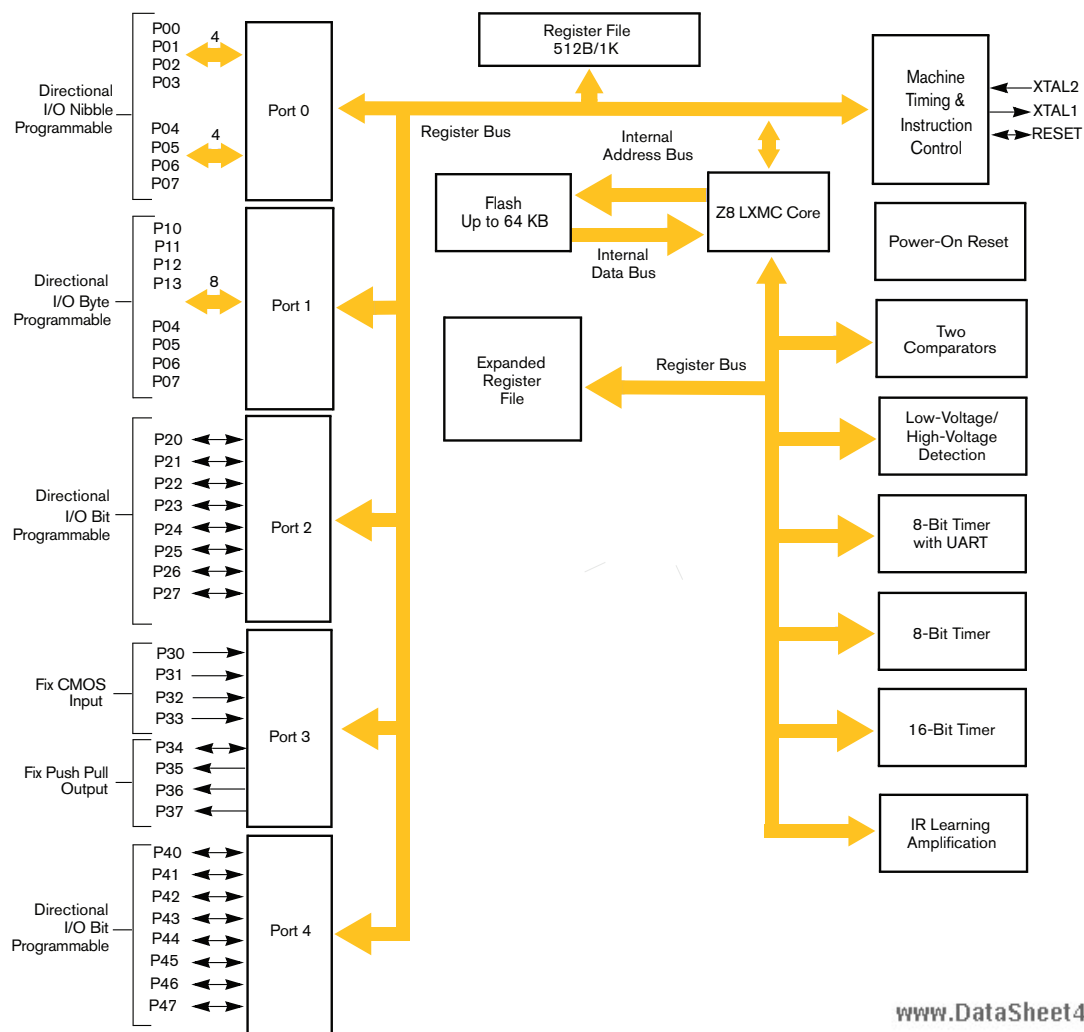 Directional
I/O Nibble
Programmable
P00
P01
P02
P03
4
P04
P05
P06
P07
4
Port 0
Directional
I/O Byte
Programmable
P10
P11
P12
P13
8
P04
P05
P06
P07
Port 1
Directional
I/O Bit
Programmable
P20
P21
P22
P23
P24
P25
P26
P27
Port 2
Fix CMOS
Input
P30
P31
P32
P33
Fix Push Pull
Output
P34
P35
P36
P37
Port 3
Directional
I/O Bit
Programmable
P40
P41
P42
P43
P44
P45
P46
P47
Port 4
Register File
512B/1K
Register Bus
Internal
Address Bus
Flash
Up to 64 KB
Internal
Data Bus
Z8 LXMC Core
Expanded
Register
File
Register Bus
Machine
Timing &
Instruction
Control
XTAL2
XTAL1
RESET
Power-On Reset
Two
Comparators
Low-Voltage/
High-Voltage
Detection
8-Bit Timer
with UART
8-Bit Timer
16-Bit Timer
IR Learning
Amplification
www.DataSheet4